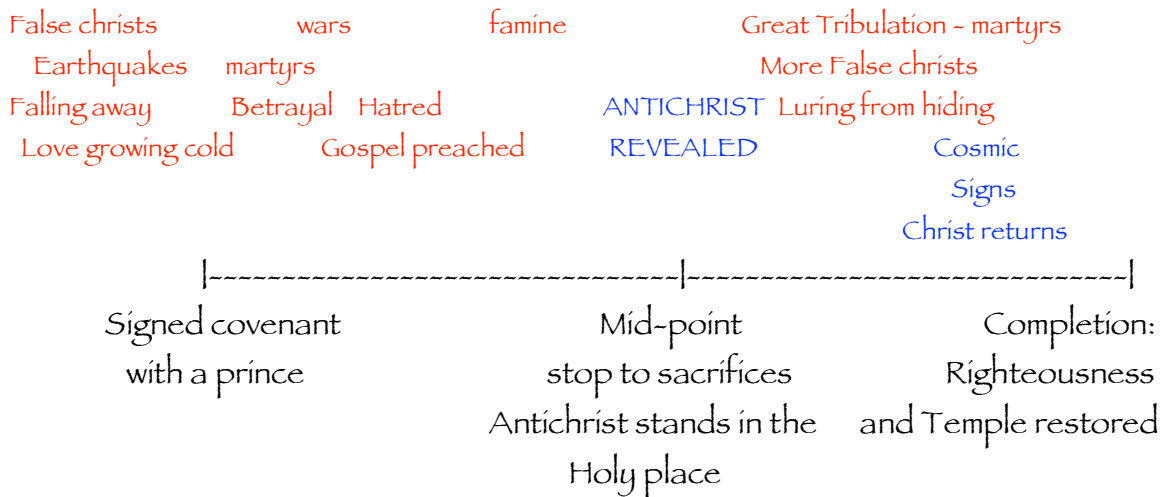 False christs wars famine Great Tribulation - martyrs
Earthquakes martyrs More False christs
Falling away Betrayal Hatred ANTICHRIST Luring from hiding
Love growing cold Gospel preached REVEALED Cosmic
Signs
Christ returns
|--------------------------------|------------------------------|
Signed covenant Mid-point Completion:
with a prince stop to sacrifices Righteousness
Antichrist stands in the and Temple restored
Holy place